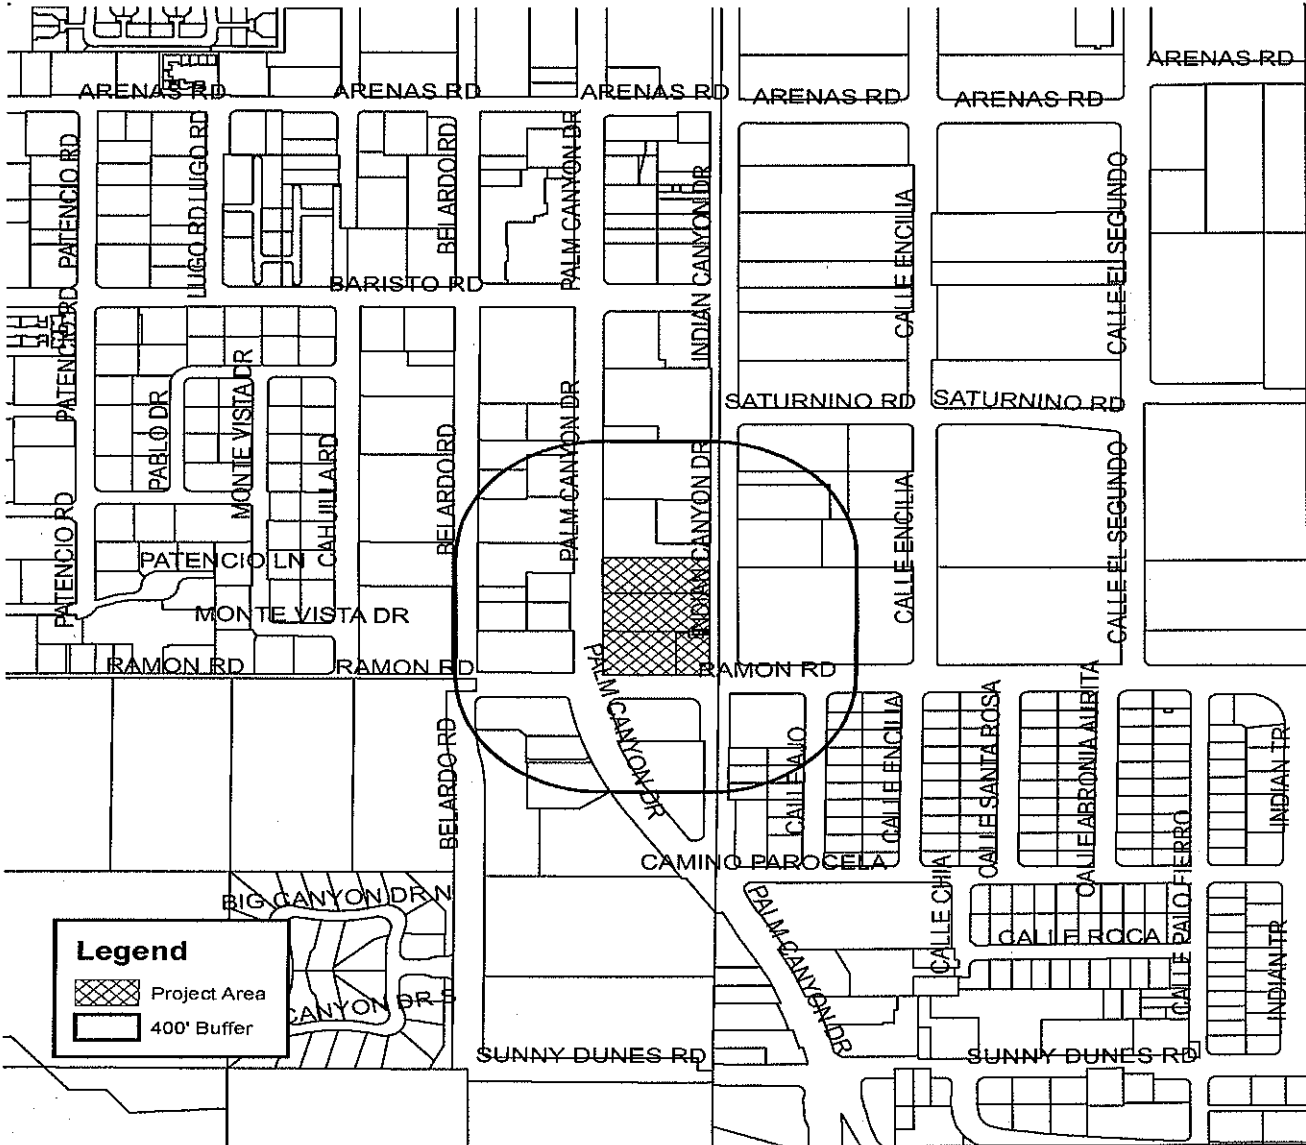 ARENAS RD
ARENAS RD
ARENAS RD
ARENAS RD
ARENAS RD
ARENAS RD
PATENCIO RD
LUGO RD
LUGO RD
BELARDO RD
PALM CANYON DR
INDIAN CANYON DR
CALLE ENCILIA
CALLE EL SEGUNDO
BARISTO RD
PATENCIO RD
PATENCIO RD
PABLO DR
MONTE VISTA DR
CAHUILLA RD
BELARDO RD
PALM CANYON DR
INDIAN CANYON DR
SATURNINO RD
SATURNINO RD
CALLE ENCILIA
CALLE EL SEGUNDO
PATENCIO RD
PATENCIO LN
MONTE VISTA DR
RAMON RD
RAMON RD
RAMON RD
PALM CANYON DR
BELARDO RD
CALLE AJO
CALLE ENCILIA
CALLE SANTA ROSA
CALLE ABRONIA AURITA
CALLE PALO FIERRO
INDIAN TR
CAMINO PAROCELA
BIG CANYON DR N
CANYON DR S
PALM CANYON DR
CALLE CHIA
CALLE ROCA
INDIAN TR
SUNNY DUNES RD
SUNNY DUNES RD
Legend
Project Area
400' Buffer